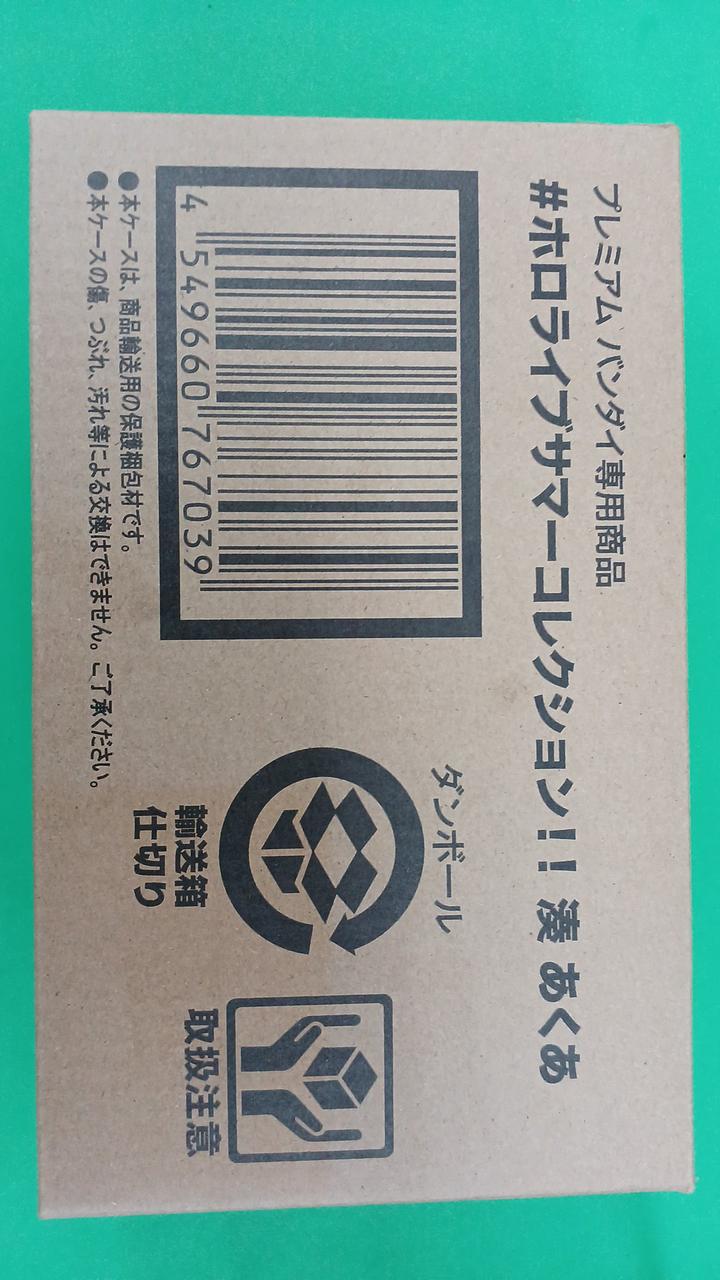 プレミアム バンダイ専用商品
#ホロライブサマーコレクション!! 湊 あくあ
4 549660 767039
●本ケースは、商品輸送用の保護梱包材です。
●本ケースの傷、つぶれ、汚れ等による交換はできません。ご了承ください。
ダンボール
輸送箱
仕切り
取扱注意